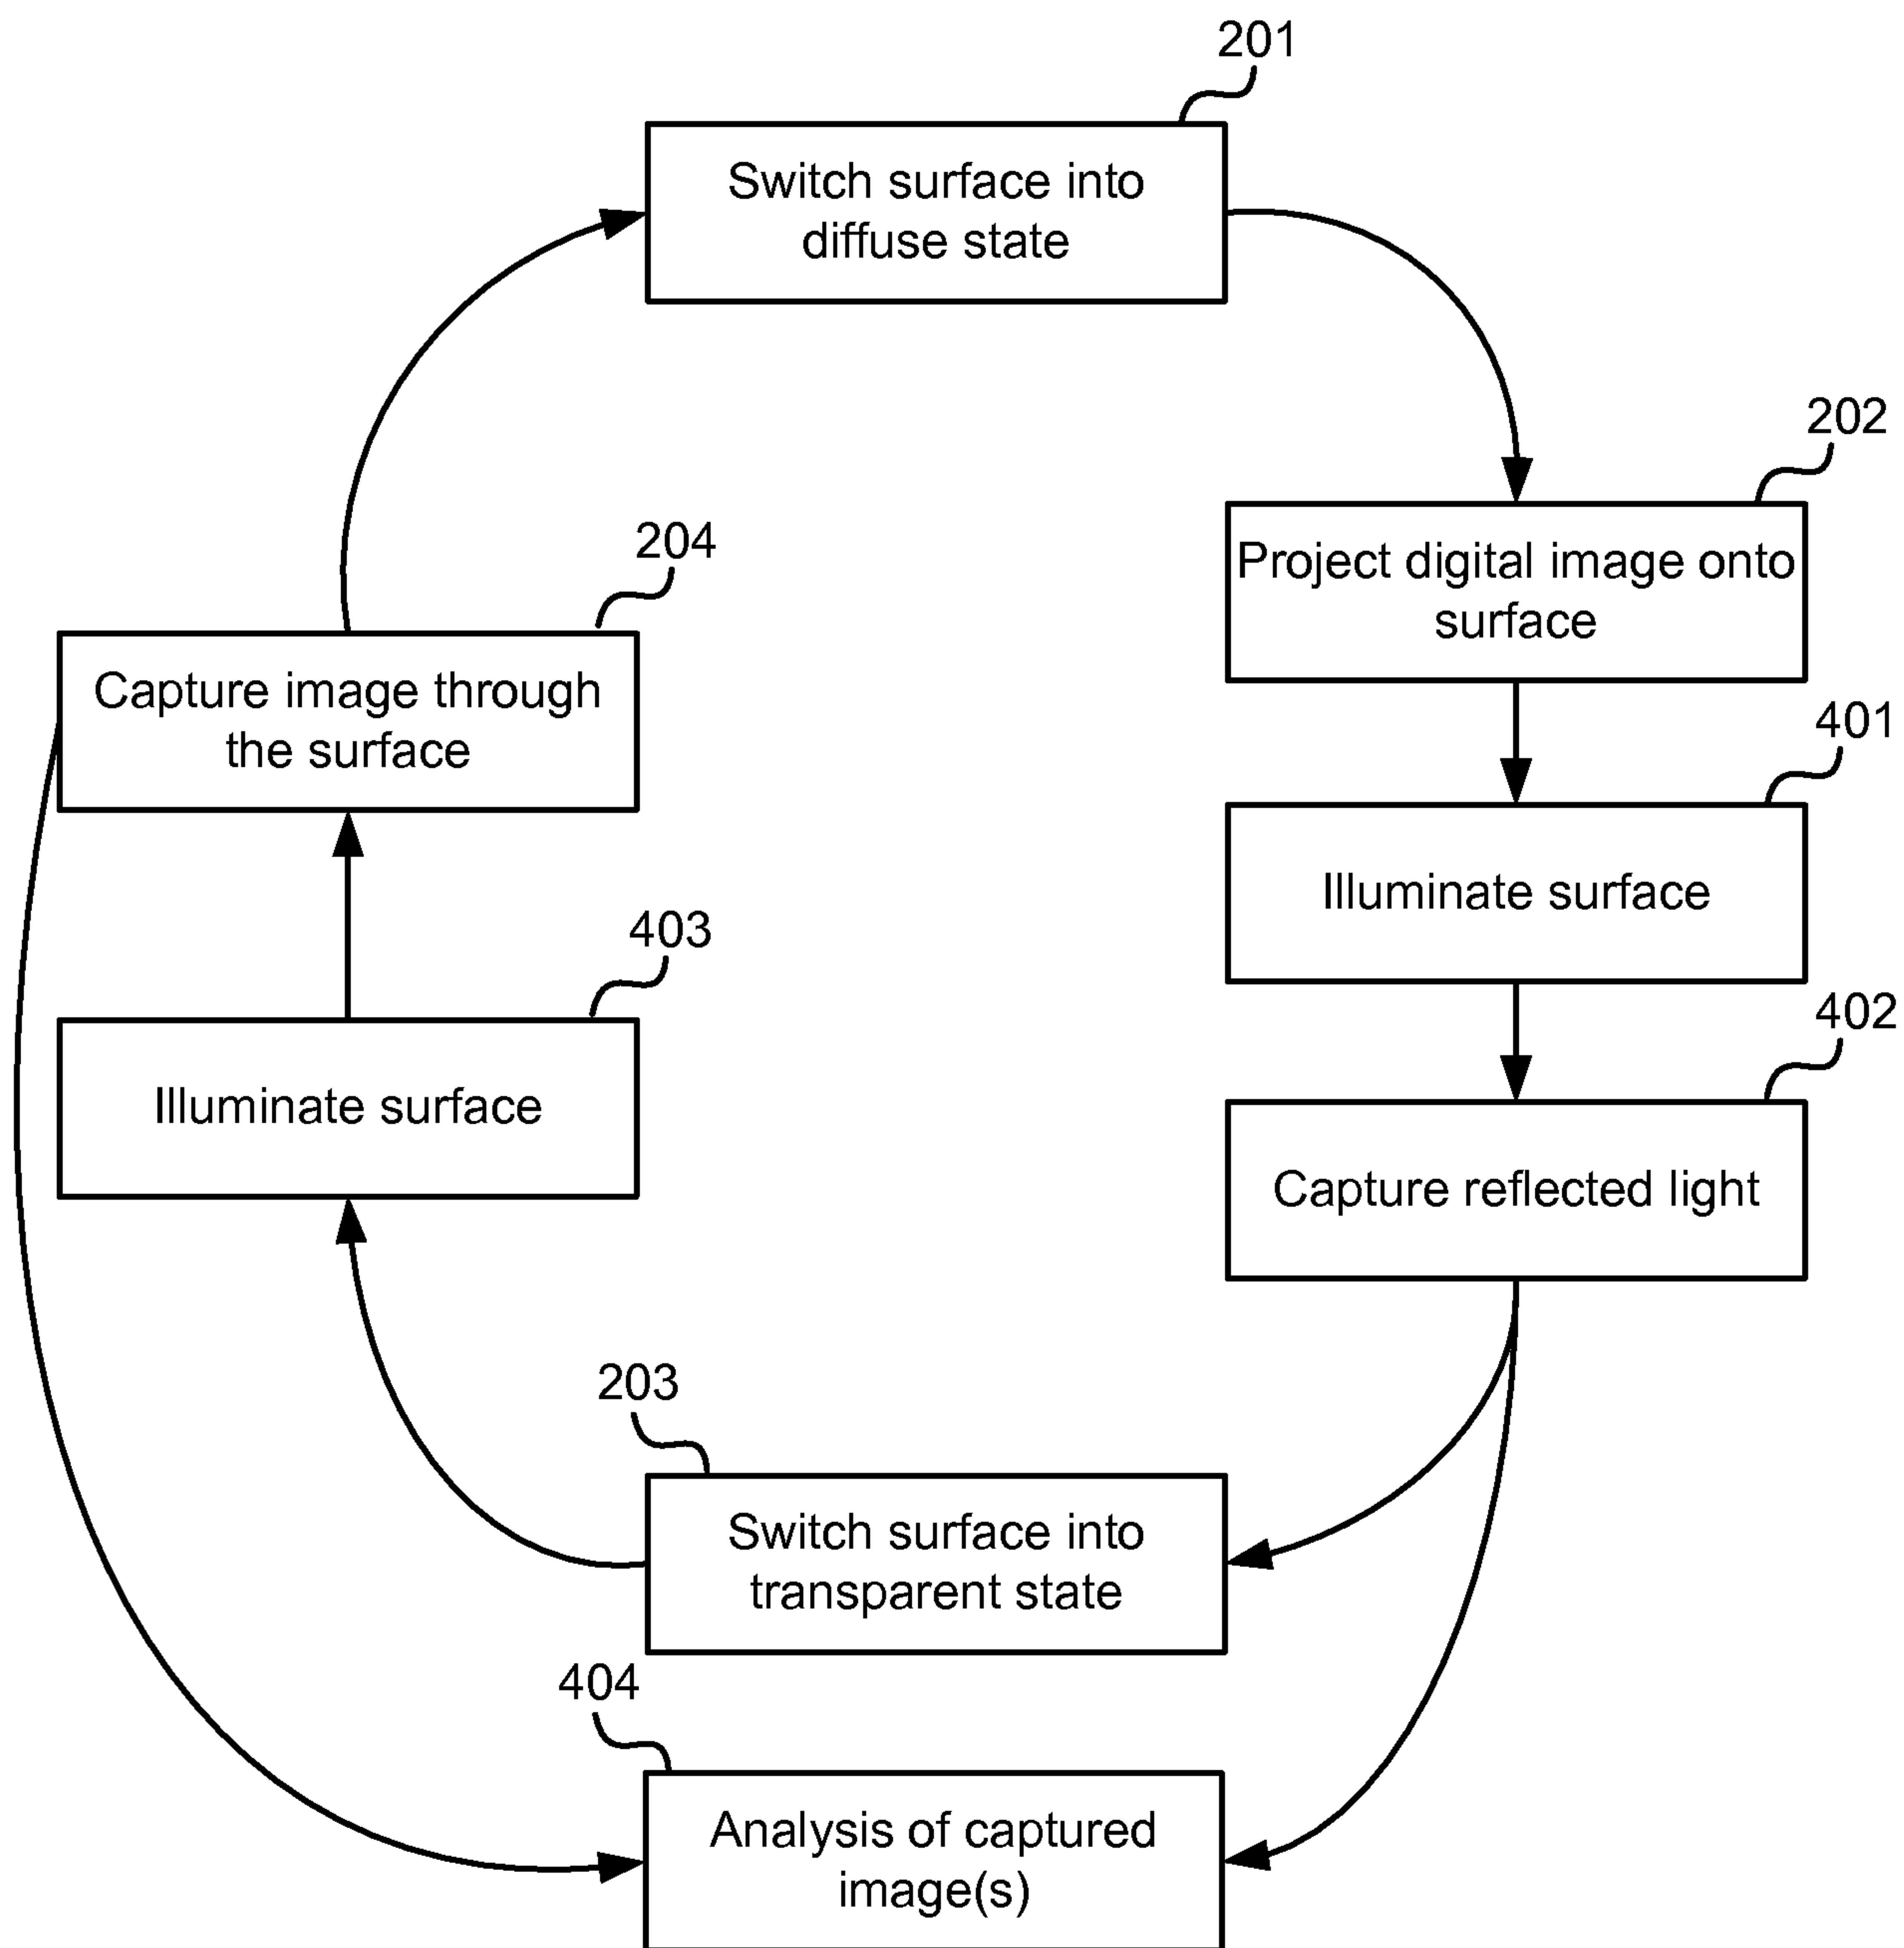 201
Switch surface into
diffuse state
202
Project digital image onto
surface
204
Capture image through
the surface
401
Illuminate surface
403
Illuminate surface
402
Capture reflected light
203
Switch surface into
transparent state
404
Analysis of captured
image(s)